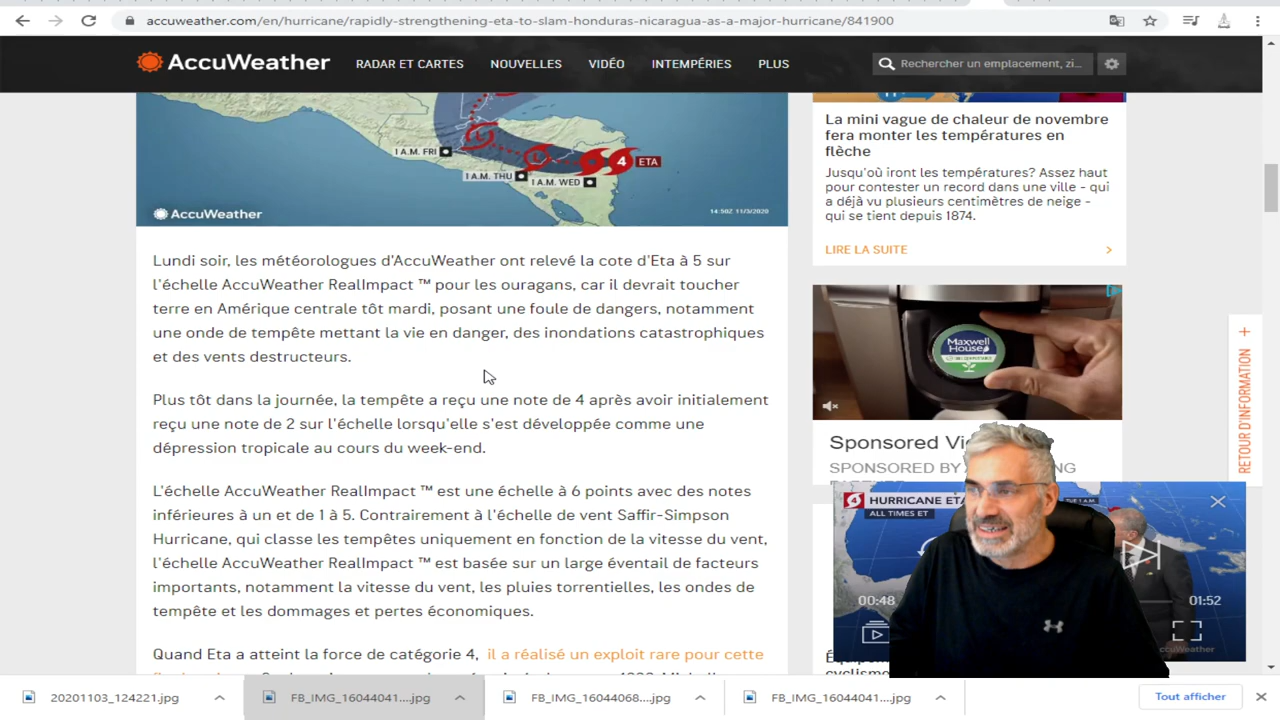 accuweather.com/en/hurricane/rapidly-strengthening-eta-to-slam-honduras-nicaragua-as-a-major-hurricane/841900
AccuWeather
RADAR ET CARTES
NOUVELLES
VIDÉO
INTEMPÉRIES
PLUS
Rechercher un emplacement, zi...
1 A.M. FRI
1 A.M. THU
1 A.M. WED
4
ETA
AccuWeather
14:50Z 11/3/2020
Lundi soir, les météorologues d'AccuWeather ont relevé la cote d'Eta à 5 sur
l'échelle AccuWeather RealImpact ™ pour les ouragans, car il devrait toucher
terre en Amérique centrale tôt mardi, posant une foule de dangers, notamment
une onde de tempête mettant la vie en danger, des inondations catastrophiques
et des vents destructeurs.
Plus tôt dans la journée, la tempête a reçu une note de 4 après avoir initialement
reçu une note de 2 sur l'échelle lorsqu'elle s'est développée comme une
dépression tropicale au cours du week-end.
L'échelle AccuWeather RealImpact ™ est une échelle à 6 points avec des notes
inférieures à un et de 1 à 5. Contrairement à l'échelle de vent Saffir-Simpson
Hurricane, qui classe les tempêtes uniquement en fonction de la vitesse du vent,
l'échelle AccuWeather RealImpact ™ est basée sur un large éventail de facteurs
importants, notamment la vitesse du vent, les pluies torrentielles, les ondes de
tempête et les dommages et pertes économiques.
Quand Eta a atteint la force de catégorie 4, il a réalisé un exploit rare pour cette
La mini vague de chaleur de novembre
fera monter les températures en
flèche
Jusqu'où iront les températures? Assez haut
pour contester un record dans une ville - qui
a déjà vu plusieurs centimètres de neige -
qui se tient depuis 1874.
LIRE LA SUITE
Maxwell
House
Sponsored Vi
SPONSORED BY
NG
RETOUR D'INFORMATION
4 HURRICANE ETA
ALL TIMES ET
00:48
01:52
20201103_124221.jpg
FB_IMG_16044041....jpg
FB_IMG_16044068....jpg
FB_IMG_16044041....jpg
Tout afficher